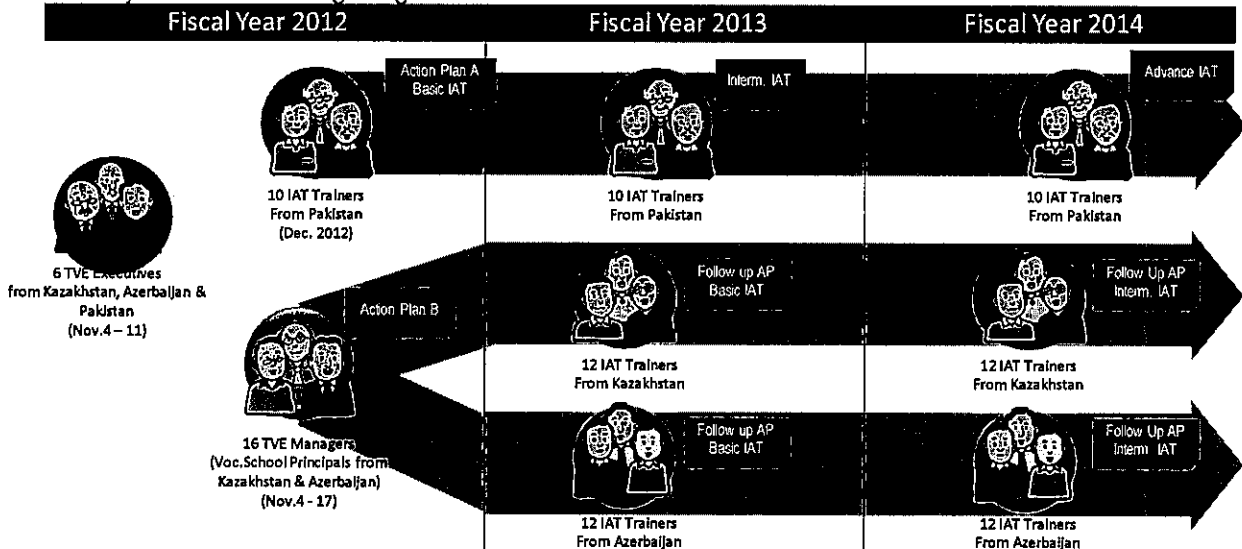 Fiscal Year 2012
Fiscal Year 2013
Fiscal Year 2014
Action Plan A
Basic IAT
Interm. IAT
Advance IAT
10 IAT Trainers
From Pakistan
(Dec. 2012)
10 IAT Trainers
From Pakistan
10 IAT Trainers
From Pakistan
6 TVE Executives
from Kazakhstan, Azerbaijan &
Pakistan
(Nov.4 – 11)
Action Plan B
Follow up AP
Basic IAT
Follow Up AP
Interm. IAT
12 IAT Trainers
From Kazakhstan
12 IAT Trainers
From Kazakhstan
16 TVE Managers
(Voc.School Principals from
Kazakhstan & Azerbaijan)
(Nov.4 - 17)
Follow up AP
Basic IAT
Follow Up AP
Interm. IAT
12 IAT Trainers
From Azerbaijan
12 IAT Trainers
From Azerbaijan